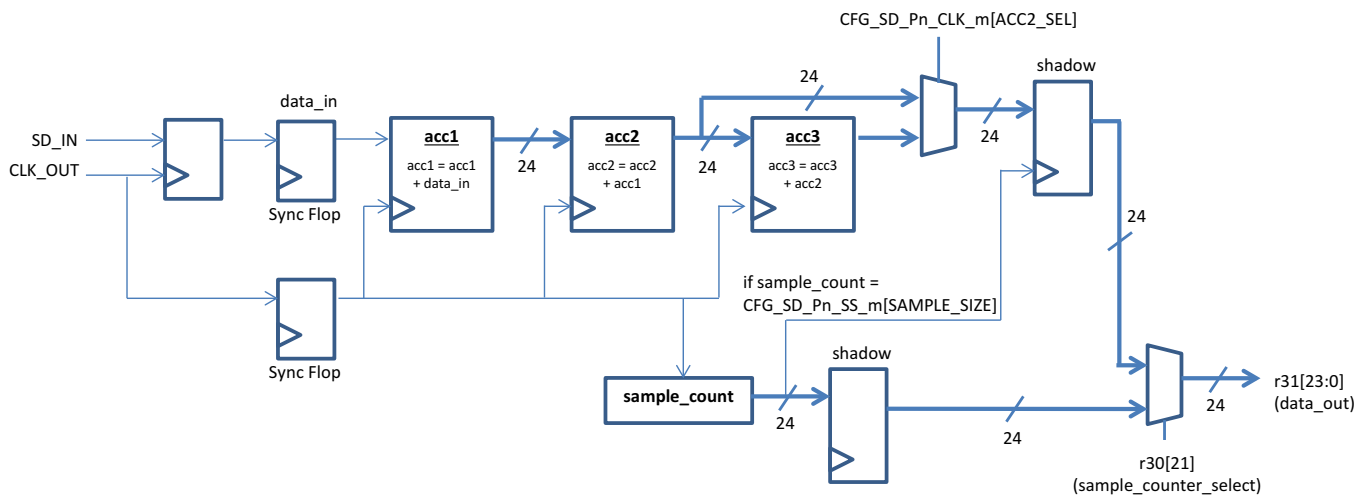 CFG_SD_Pn_CLK_m[ACC2_SEL]
shadow
24
data_in
24
SD_IN
CLK_OUT
acc1
acc1 = acc1
+ data_in
24
acc2
acc2 = acc2
+ acc1
24
acc3
acc3 = acc3
+ acc2
Sync Flop
24
if sample_count =
CFG_SD_Pn_SS_m[SAMPLE_SIZE]
Sync Flop
shadow
sample_count
24
24
24
r31[23:0]
(data_out)
r30[21]
(sample_counter_select)